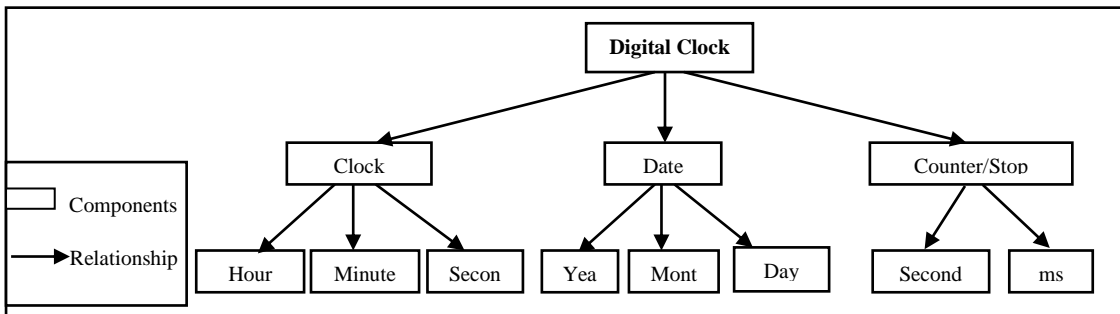 Digital Clock
Clock
Date
Counter/Stop
Components
Relationship
Hour
Minute
Secon
Yea
Mont
Day
Second
ms